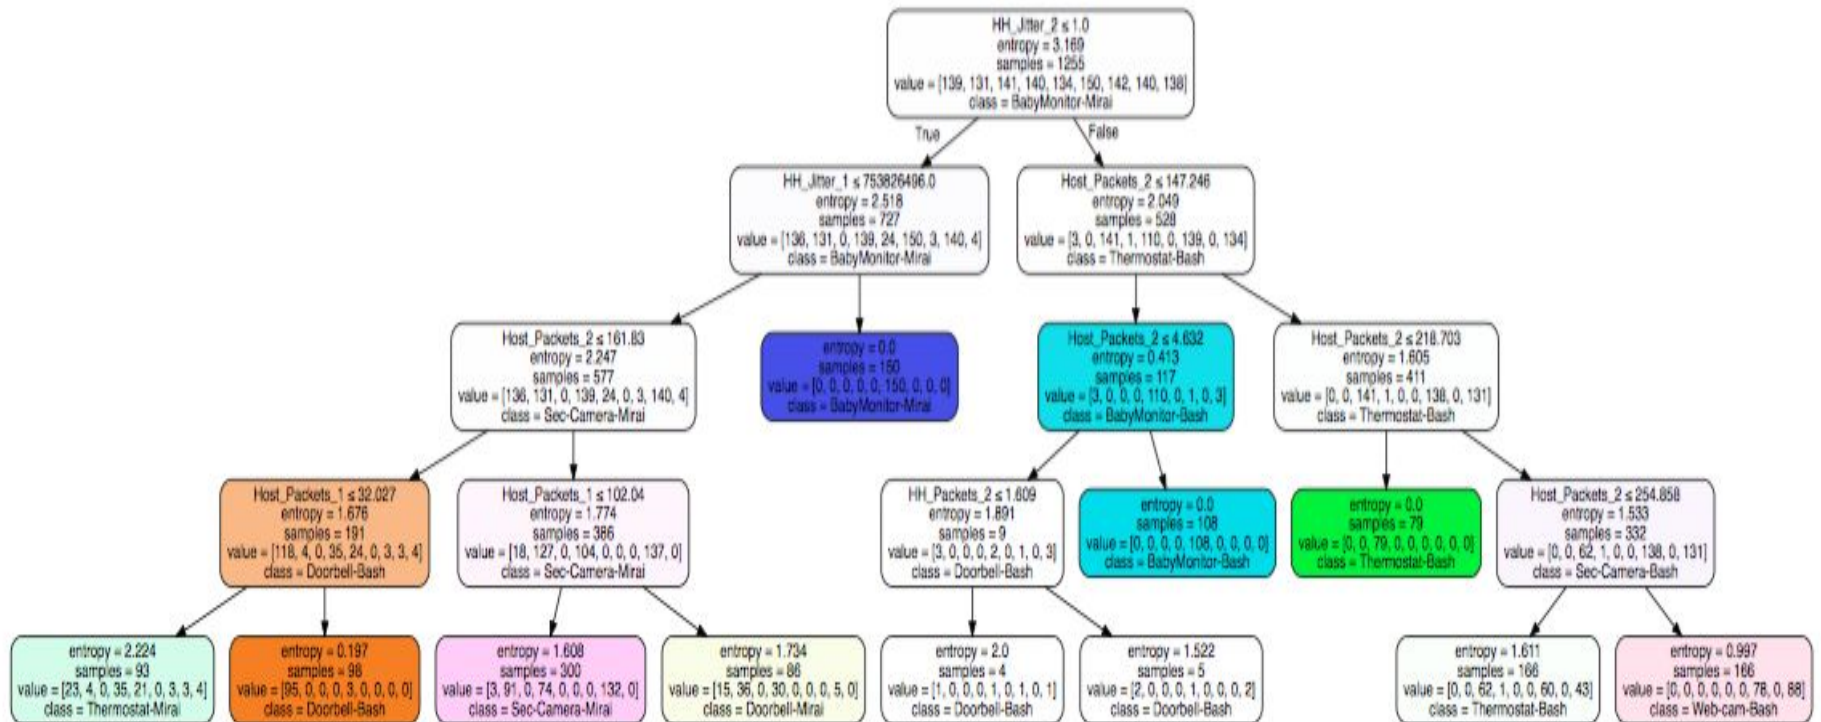 HH_Jitter_2 ≤ 1.0
entropy = 3.169
samples = 1255
value = [139, 131, 141, 140, 134, 150, 142, 140, 138]
class = BabyMonitor-Mirai
True
False
HH_Jitter_1 ≤ 753826496.0
entropy = 2.518
samples = 727
value = [136, 131, 0, 139, 24, 150, 3, 140, 4]
class = BabyMonitor-Mirai
Host_Packets_2 ≤ 147.246
entropy = 2.049
samples = 528
value = [3, 0, 141, 1, 110, 0, 139, 0, 134]
class = Thermostat-Bash
Host_Packets_2 ≤ 161.83
entropy = 2.247
samples = 577
value = [136, 131, 0, 139, 24, 0, 3, 140, 4]
class = Sec-Camera-Mirai
entropy = 0.0
samples = 150
value = [0, 0, 0, 0, 0, 150, 0, 0, 0]
class = BabyMonitor-Mirai
Host_Packets_2 ≤ 4.632
entropy = 0.413
samples = 117
value = [3, 0, 0, 0, 110, 0, 1, 0, 3]
class = BabyMonitor-Bash
Host_Packets_2 ≤ 218.703
entropy = 1.605
samples = 411
value = [0, 0, 141, 1, 0, 0, 138, 0, 131]
class = Thermostat-Bash
Host_Packets_1 ≤ 32.027
entropy = 1.676
samples = 191
value = [118, 4, 0, 35, 24, 0, 3, 3, 4]
class = Doorbell-Bash
Host_Packets_1 ≤ 102.04
entropy = 1.774
samples = 386
value = [18, 127, 0, 104, 0, 0, 0, 137, 0]
class = Sec-Camera-Mirai
HH_Packets_2 ≤ 1.609
entropy = 1.891
samples = 9
value = [3, 0, 0, 0, 2, 0, 1, 0, 3]
class = Doorbell-Bash
entropy = 0.0
samples = 108
value = [0, 0, 0, 0, 108, 0, 0, 0, 0]
class = BabyMonitor-Bash
entropy = 0.0
samples = 79
value = [0, 0, 79, 0, 0, 0, 0, 0, 0]
class = Thermostat-Bash
Host_Packets_2 ≤ 254.858
entropy = 1.533
samples = 332
value = [0, 0, 62, 1, 0, 0, 138, 0, 131]
class = Sec-Camera-Bash
entropy = 2.224
samples = 93
value = [23, 4, 0, 35, 21, 0, 3, 3, 4]
class = Thermostat-Mirai
entropy = 0.197
samples = 98
value = [95, 0, 0, 0, 3, 0, 0, 0, 0]
class = Doorbell-Bash
entropy = 1.608
samples = 300
value = [3, 91, 0, 74, 0, 0, 0, 132, 0]
class = Sec-Camera-Mirai
entropy = 1.734
samples = 86
value = [15, 36, 0, 30, 0, 0, 0, 5, 0]
class = Doorbell-Mirai
entropy = 2.0
samples = 4
value = [1, 0, 0, 0, 1, 0, 1, 0, 1]
class = Doorbell-Bash
entropy = 1.522
samples = 5
value = [2, 0, 0, 0, 1, 0, 0, 0, 2]
class = Doorbell-Bash
entropy = 1.611
samples = 166
value = [0, 0, 62, 1, 0, 0, 60, 0, 43]
class = Thermostat-Bash
entropy = 0.997
samples = 166
value = [0, 0, 0, 0, 0, 0, 78, 0, 88]
class = Web-cam-Bash